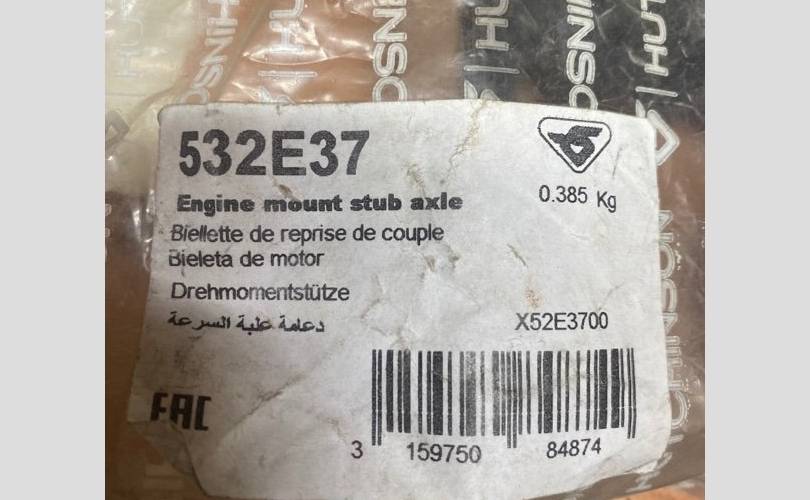 532E37
0.385 Kg
Engine mount stub axle
Biellette de reprise de couple
Bieleta de motor
Drehmomentstütze
دعامة علبة السرعة
X52E3700
EAC
3 159750 84874
HUTCHINSON